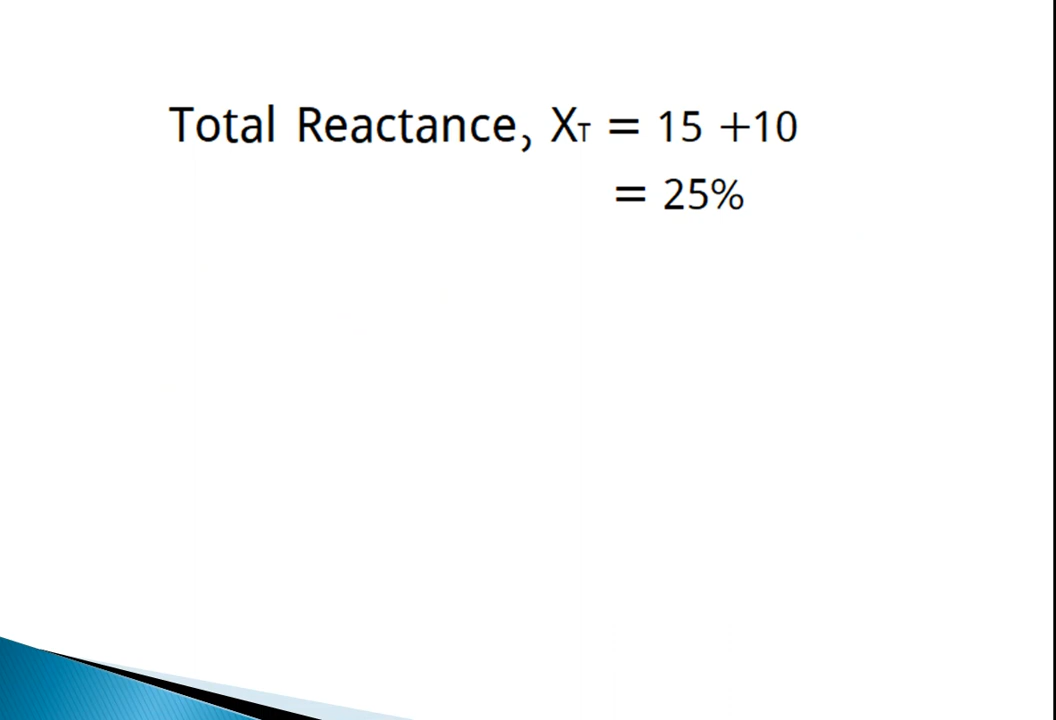 Total Reactance, XT = 15 +10
= 25%